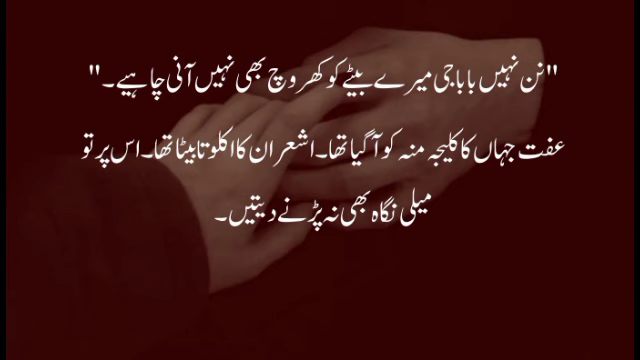 "نن نہیں بابا جی میرے بیٹے کو کھروچ بھی نہیں آنی چاہیے۔"
عفت جہاں کا کلیجہ منہ کو آ گیا تھا۔ اشعر ان کا اکلوتا بیٹا تھا۔ اس پر تو
میلی نگاہ بھی نہ پڑنے دیتیں۔